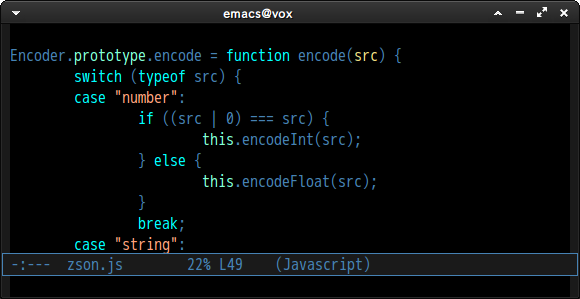 emacs@vox
Encoder.prototype.encode = function encode(src) {
        switch (typeof src) {
        case "number":
                if ((src | 0) === src) {
                        this.encodeInt(src);
                } else {
                        this.encodeFloat(src);
                }
                break;
        case "string":
-:---  zson.js        22% L49    (Javascript)